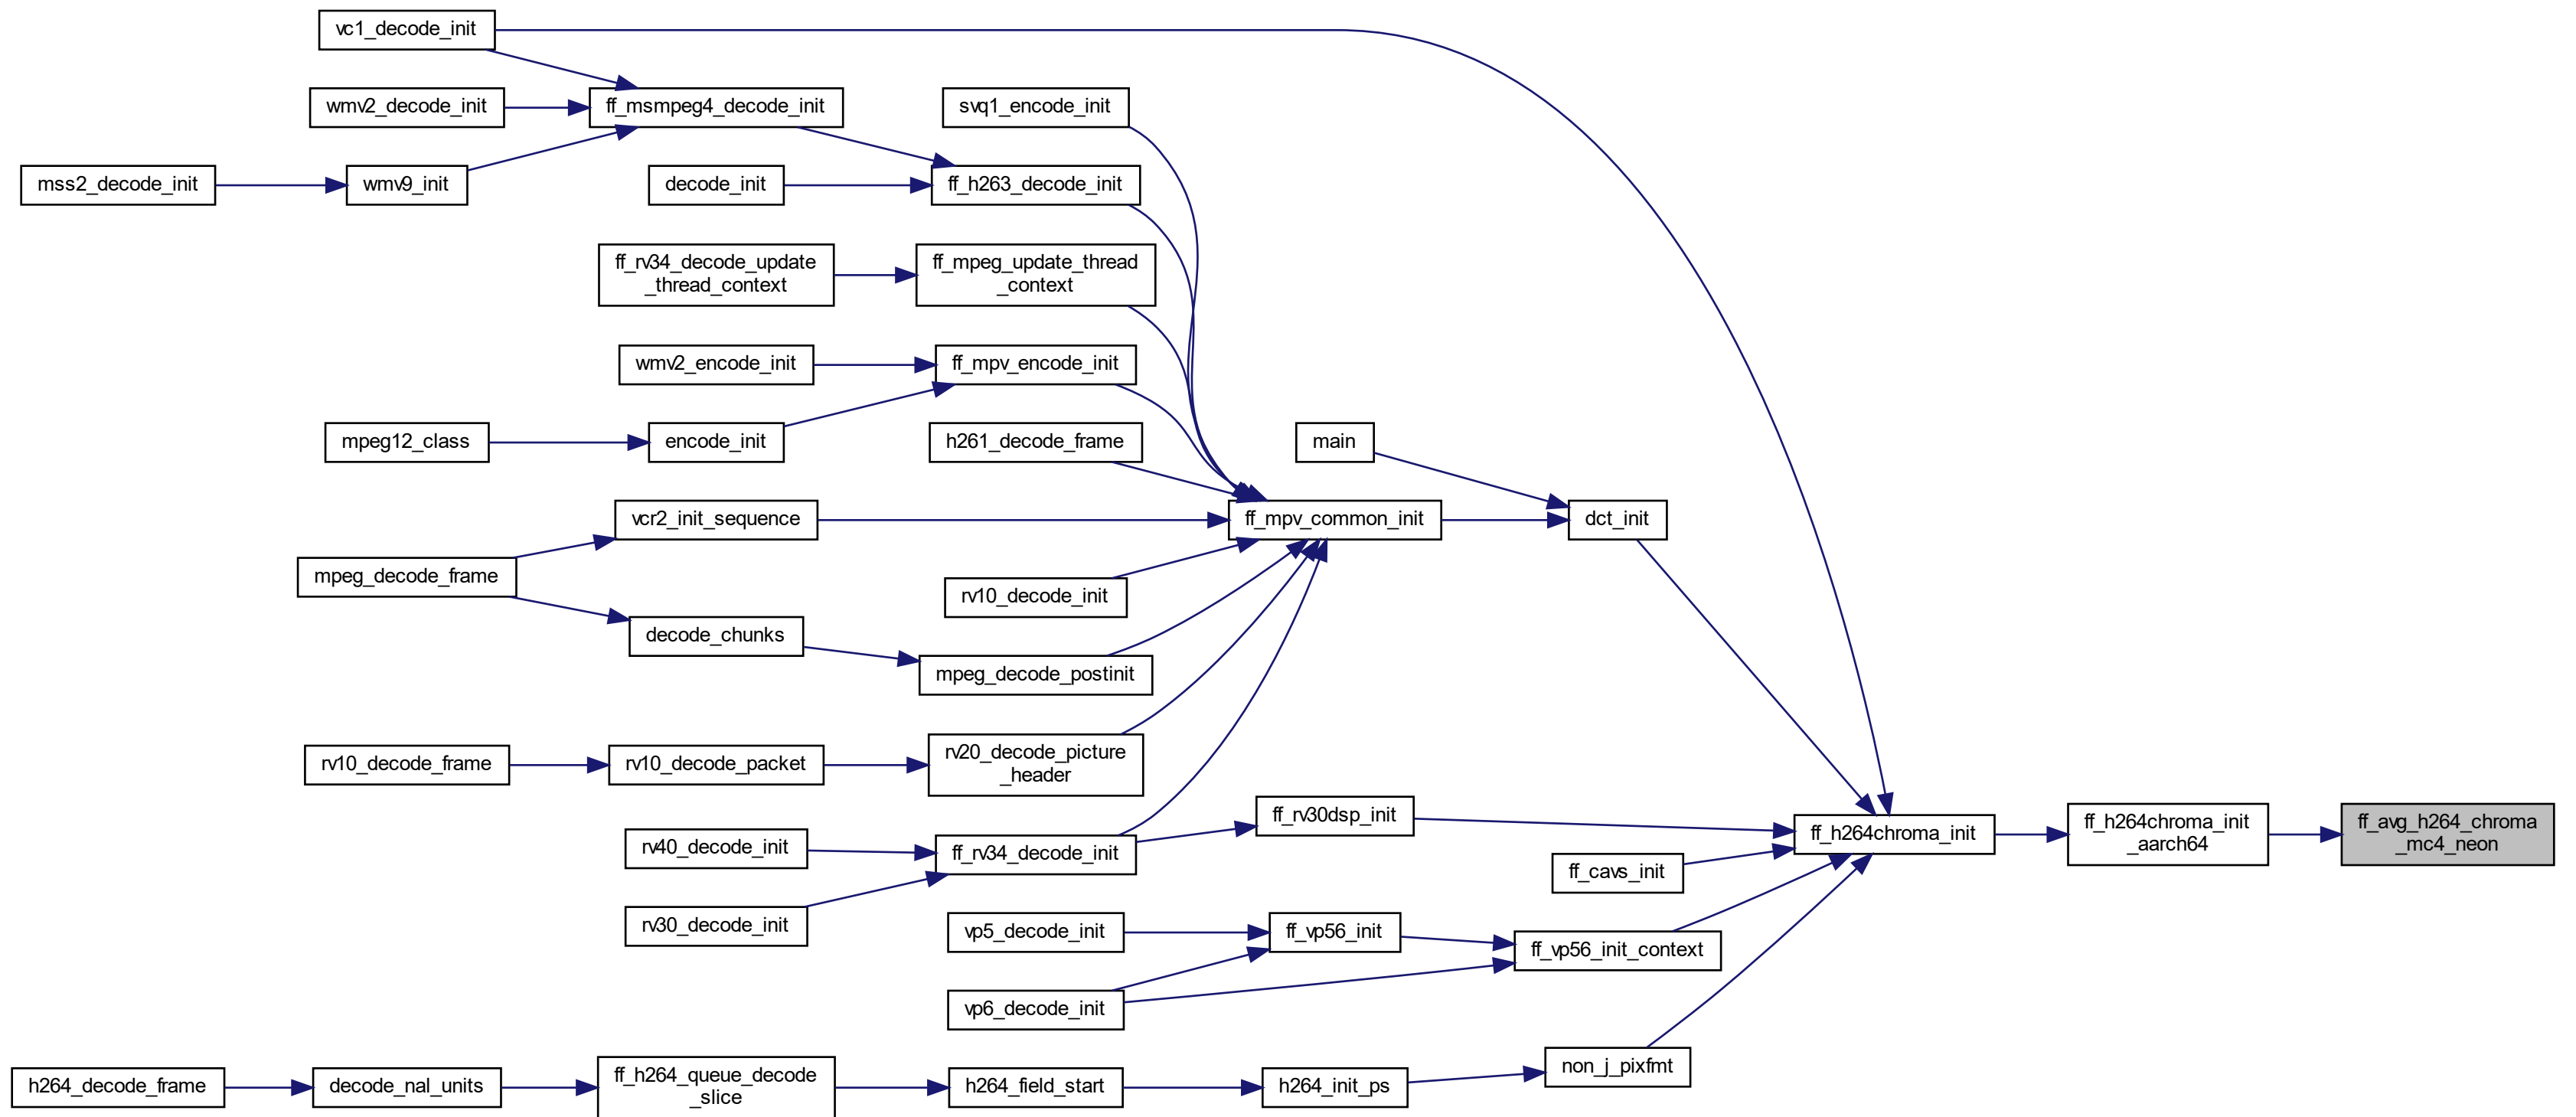 vc1_decode_init
wmv2_decode_init
ff_msmpeg4_decode_init
svq1_encode_init
mss2_decode_init
wmv9_init
decode_init
ff_h263_decode_init
ff_rv34_decode_update
_thread_context
ff_mpeg_update_thread
_context
wmv2_encode_init
ff_mpv_encode_init
mpeg12_class
encode_init
h261_decode_frame
main
vcr2_init_sequence
ff_mpv_common_init
dct_init
mpeg_decode_frame
rv10_decode_init
decode_chunks
mpeg_decode_postinit
rv10_decode_frame
rv10_decode_packet
rv20_decode_picture
_header
ff_rv30dsp_init
rv40_decode_init
ff_rv34_decode_init
ff_h264chroma_init
ff_h264chroma_init
_aarch64
ff_avg_h264_chroma
_mc4_neon
ff_cavs_init
rv30_decode_init
vp5_decode_init
ff_vp56_init
ff_vp56_init_context
vp6_decode_init
non_j_pixfmt
h264_decode_frame
decode_nal_units
ff_h264_queue_decode
_slice
h264_field_start
h264_init_ps